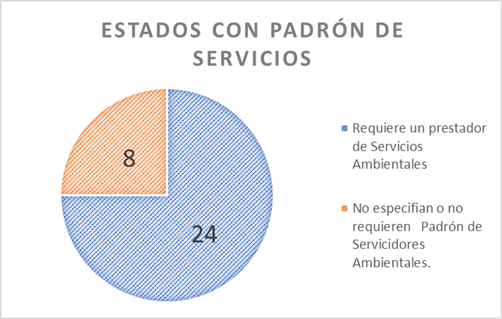 ESTADOS CON PADRÓN DE
SERVICIOS
8
24
Requiere un prestador
de Servicios
Ambientales
No especifian o no
requieren Padrón de
Servicidores
Ambientales.